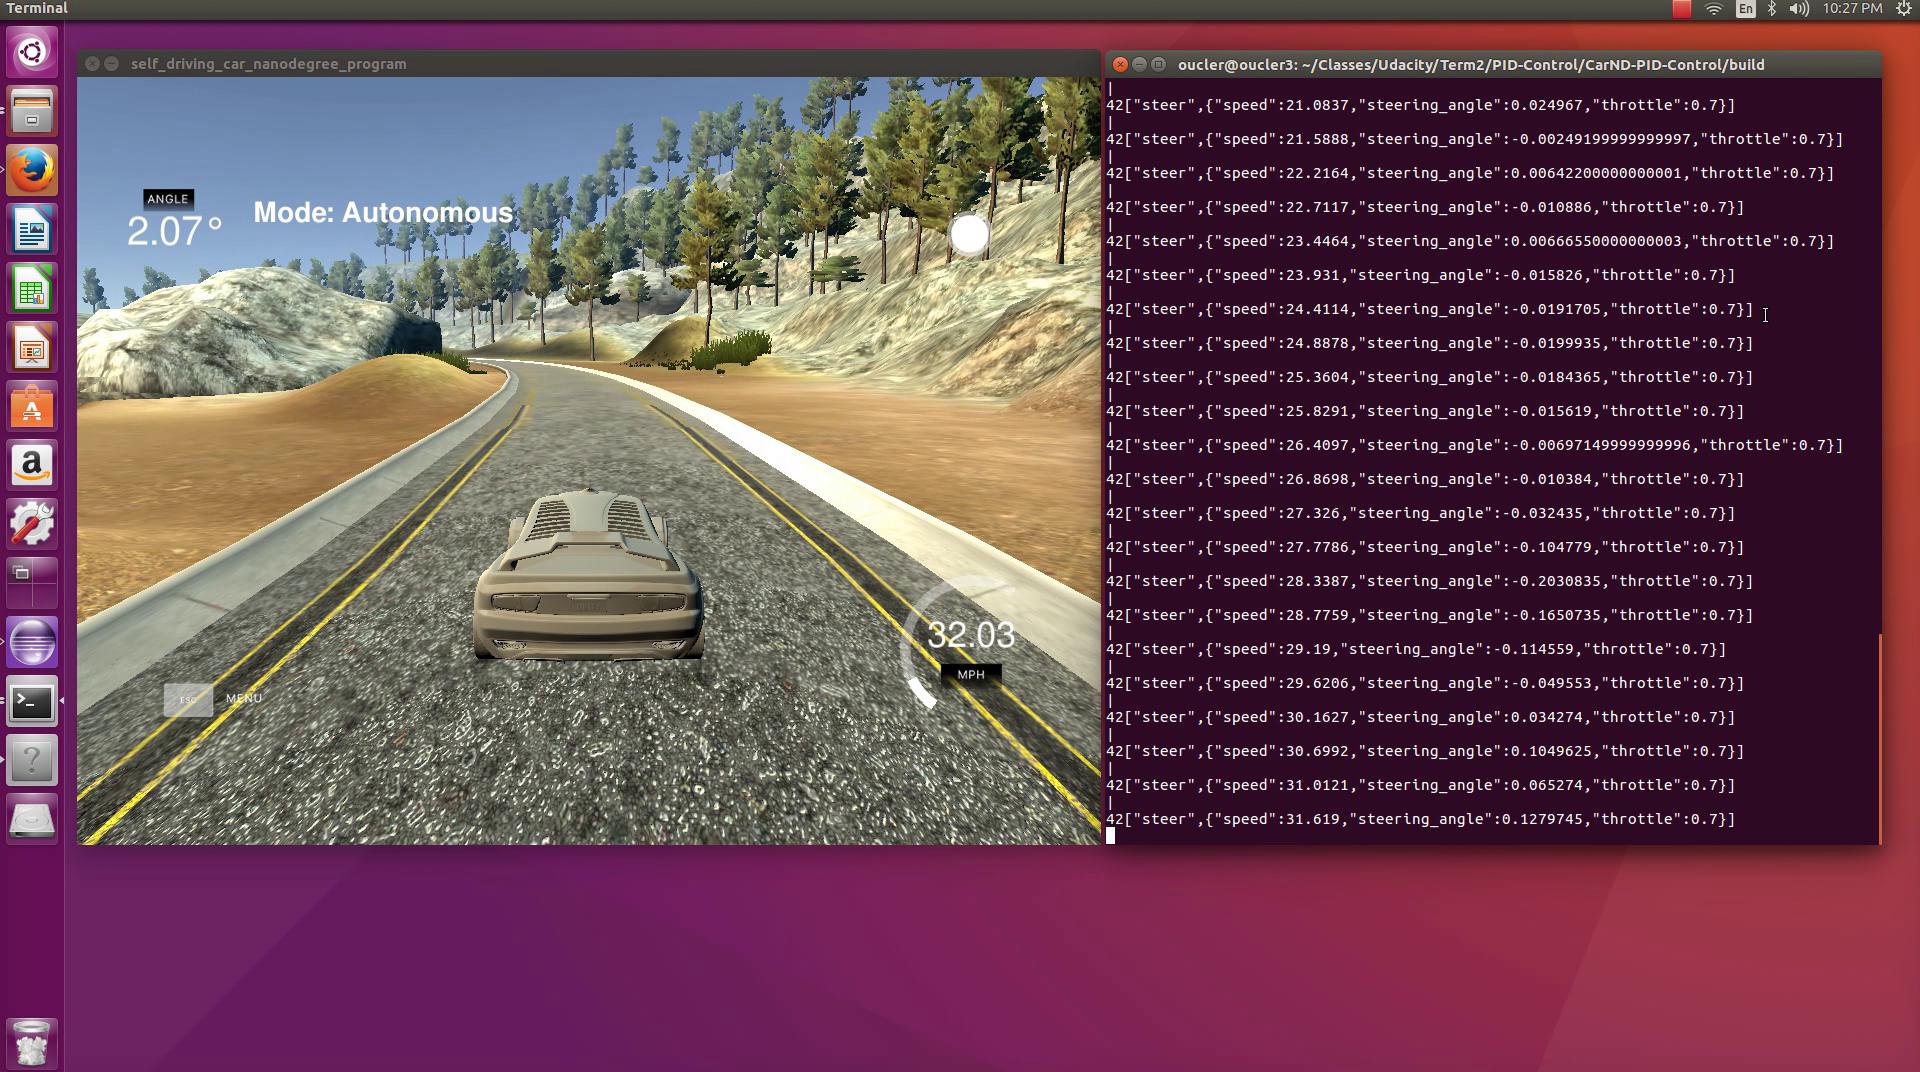 Terminal
En
10:27 PM
self_driving_car_nanodegree_program
ANGLE
2.07°
Mode: Autonomous
32.03
MPH
ESC
MENU
oucler@oucler3: ~/Classes/Udacity/Term2/PID-Control/CarND-PID-Control/build
|
42["steer",{"speed":21.0837,"steering_angle":0.024967,"throttle":0.7}]
|
42["steer",{"speed":21.5888,"steering_angle":-0.00249199999999997,"throttle":0.7}]
|
42["steer",{"speed":22.2164,"steering_angle":0.00642200000000001,"throttle":0.7}]
|
42["steer",{"speed":22.7117,"steering_angle":-0.010886,"throttle":0.7}]
|
42["steer",{"speed":23.4464,"steering_angle":0.00666550000000003,"throttle":0.7}]
|
42["steer",{"speed":23.931,"steering_angle":-0.015826,"throttle":0.7}]
|
42["steer",{"speed":24.4114,"steering_angle":-0.0191705,"throttle":0.7}]
|
42["steer",{"speed":24.8878,"steering_angle":-0.0199935,"throttle":0.7}]
|
42["steer",{"speed":25.3604,"steering_angle":-0.0184365,"throttle":0.7}]
|
42["steer",{"speed":25.8291,"steering_angle":-0.015619,"throttle":0.7}]
|
42["steer",{"speed":26.4097,"steering_angle":-0.00697149999999996,"throttle":0.7}]
|
42["steer",{"speed":26.8698,"steering_angle":-0.010384,"throttle":0.7}]
|
42["steer",{"speed":27.326,"steering_angle":-0.032435,"throttle":0.7}]
|
42["steer",{"speed":27.7786,"steering_angle":-0.104779,"throttle":0.7}]
|
42["steer",{"speed":28.3387,"steering_angle":-0.2030835,"throttle":0.7}]
|
42["steer",{"speed":28.7759,"steering_angle":-0.1650735,"throttle":0.7}]
|
42["steer",{"speed":29.19,"steering_angle":-0.114559,"throttle":0.7}]
|
42["steer",{"speed":29.6206,"steering_angle":-0.049553,"throttle":0.7}]
|
42["steer",{"speed":30.1627,"steering_angle":0.034274,"throttle":0.7}]
|
42["steer",{"speed":30.6992,"steering_angle":0.1049625,"throttle":0.7}]
|
42["steer",{"speed":31.0121,"steering_angle":0.065274,"throttle":0.7}]
|
42["steer",{"speed":31.619,"steering_angle":0.1279745,"throttle":0.7}]